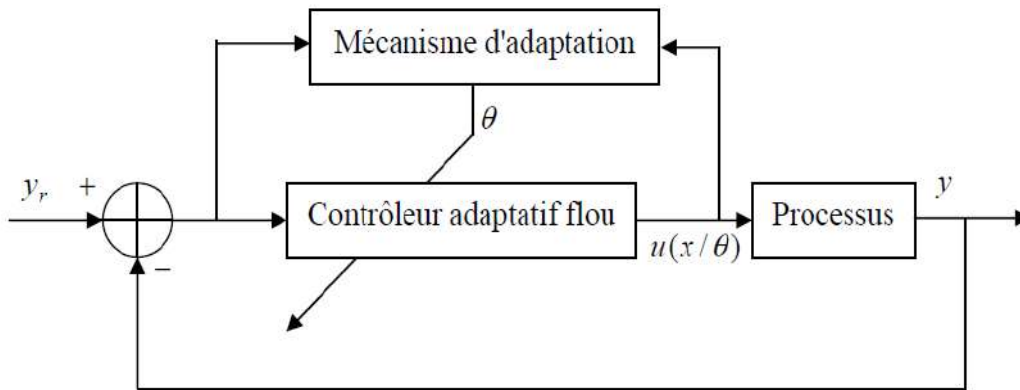 Mécanisme d'adaptation
θ
y_r
+
−
Contrôleur adaptatif flou
u(x/θ)
Processus
y